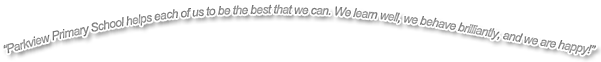 "Parkview Primary School helps each of us to be the best that we can. We learn well, we behave brilliantly, and we are happy!"